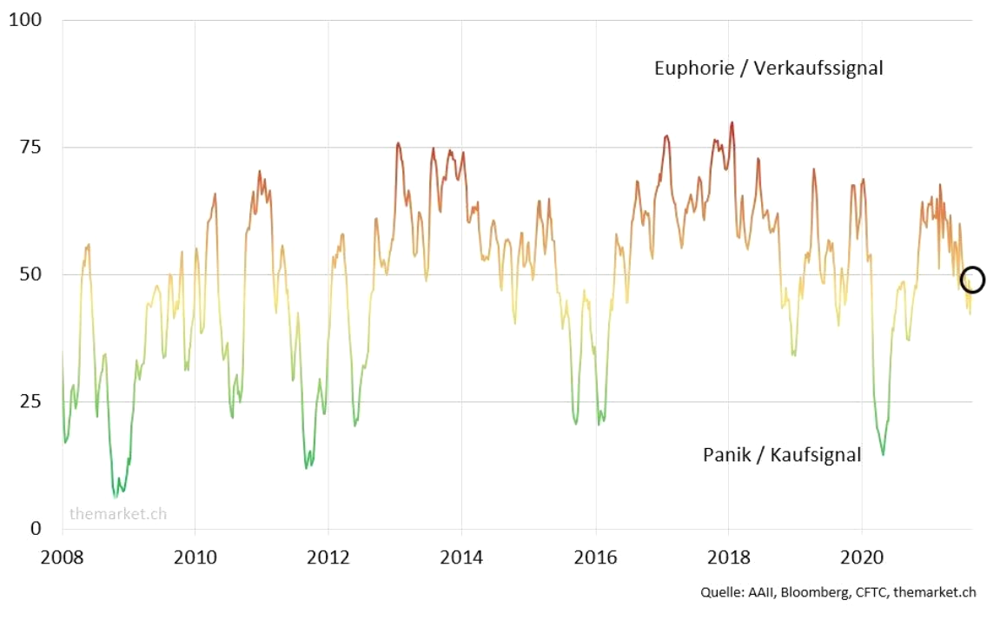 100
Euphorie / Verkaufssignal
75
50
25
Panik / Kaufsignal
themarket.ch
0
2008 2010 2012 2014 2016 2018 2020
Quelle: AAII, Bloomberg, CFTC, themarket.ch